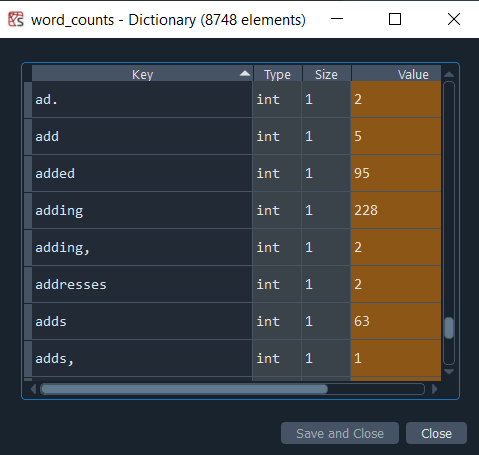 word_counts - Dictionary (8748 elements)
Key Type Size Value
ad. int 1 2
add int 1 5
added int 1 95
adding int 1 228
adding, int 1 2
addresses int 1 2
adds int 1 63
adds, int 1 1
Save and Close Close